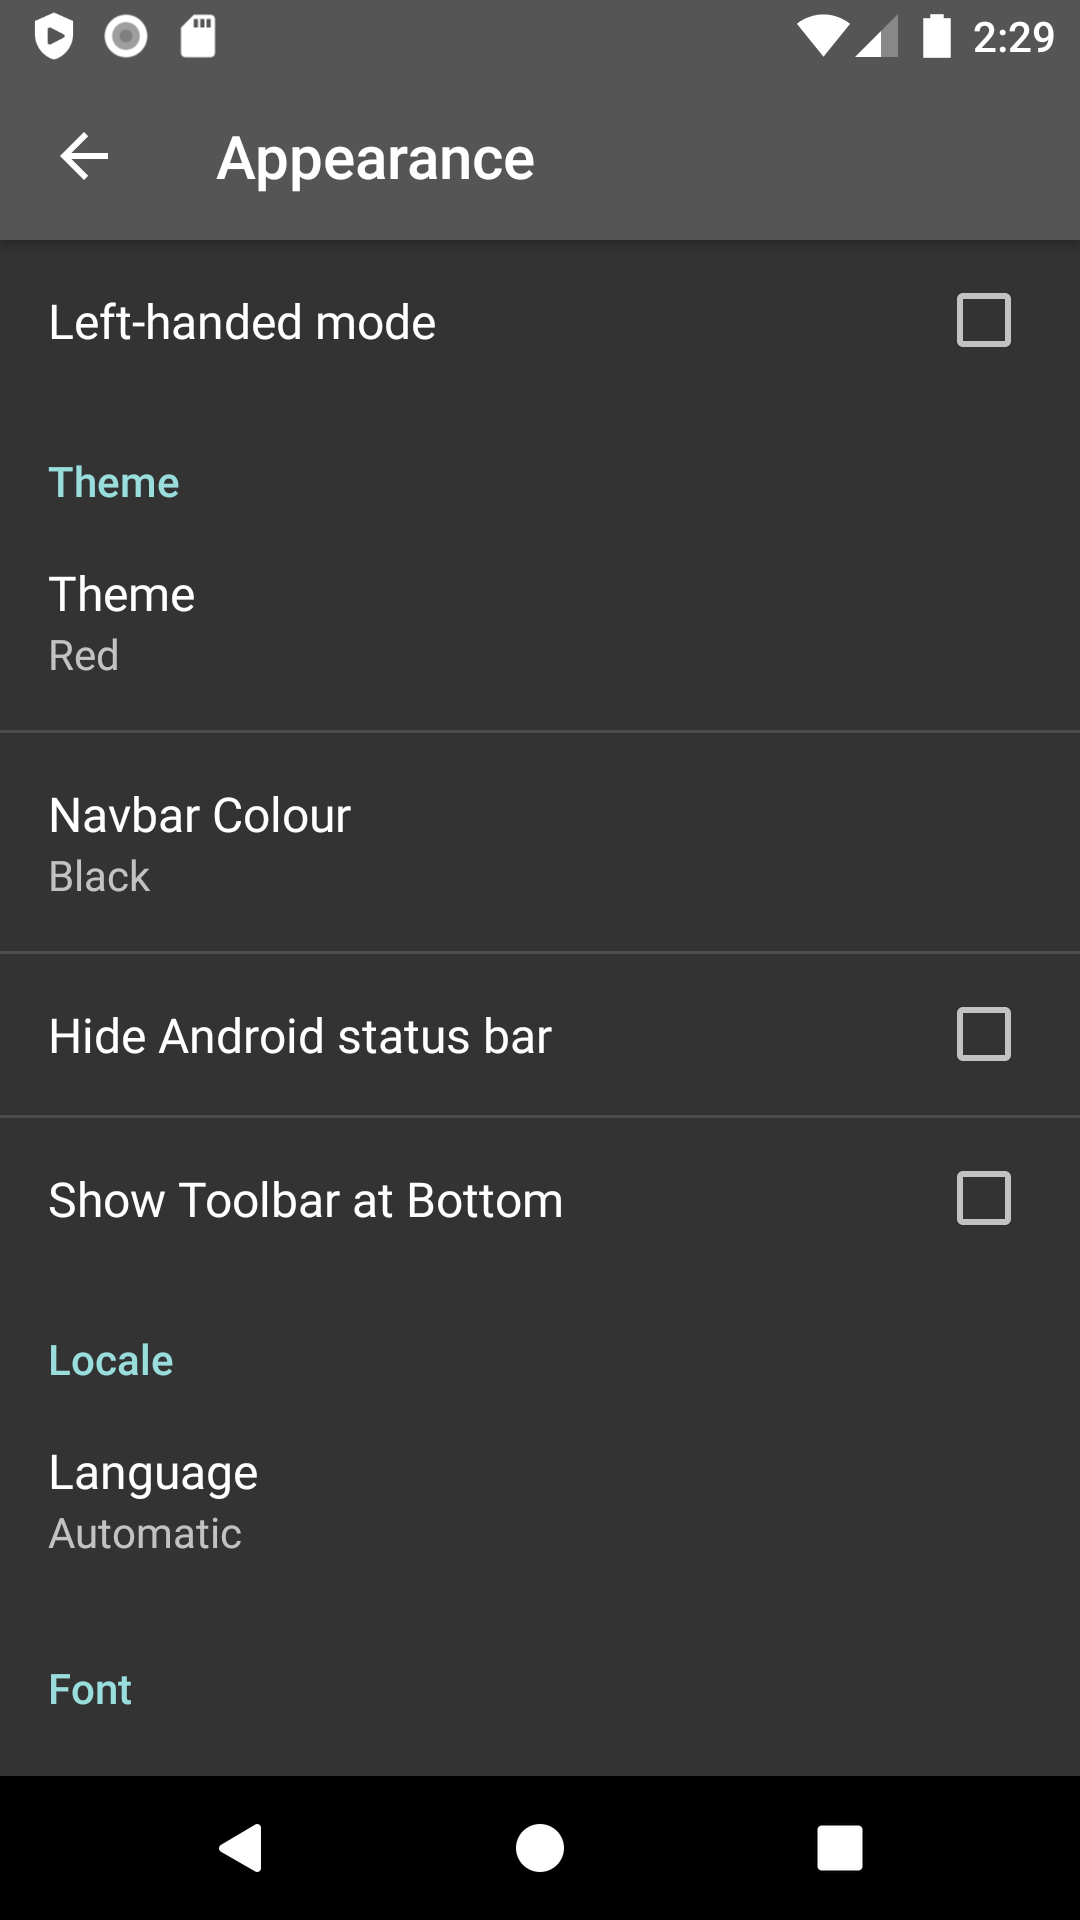 2:29
Appearance
Left-handed mode
Theme
Theme
Red
Navbar Colour
Black
Hide Android status bar
Show Toolbar at Bottom
Locale
Language
Automatic
Font